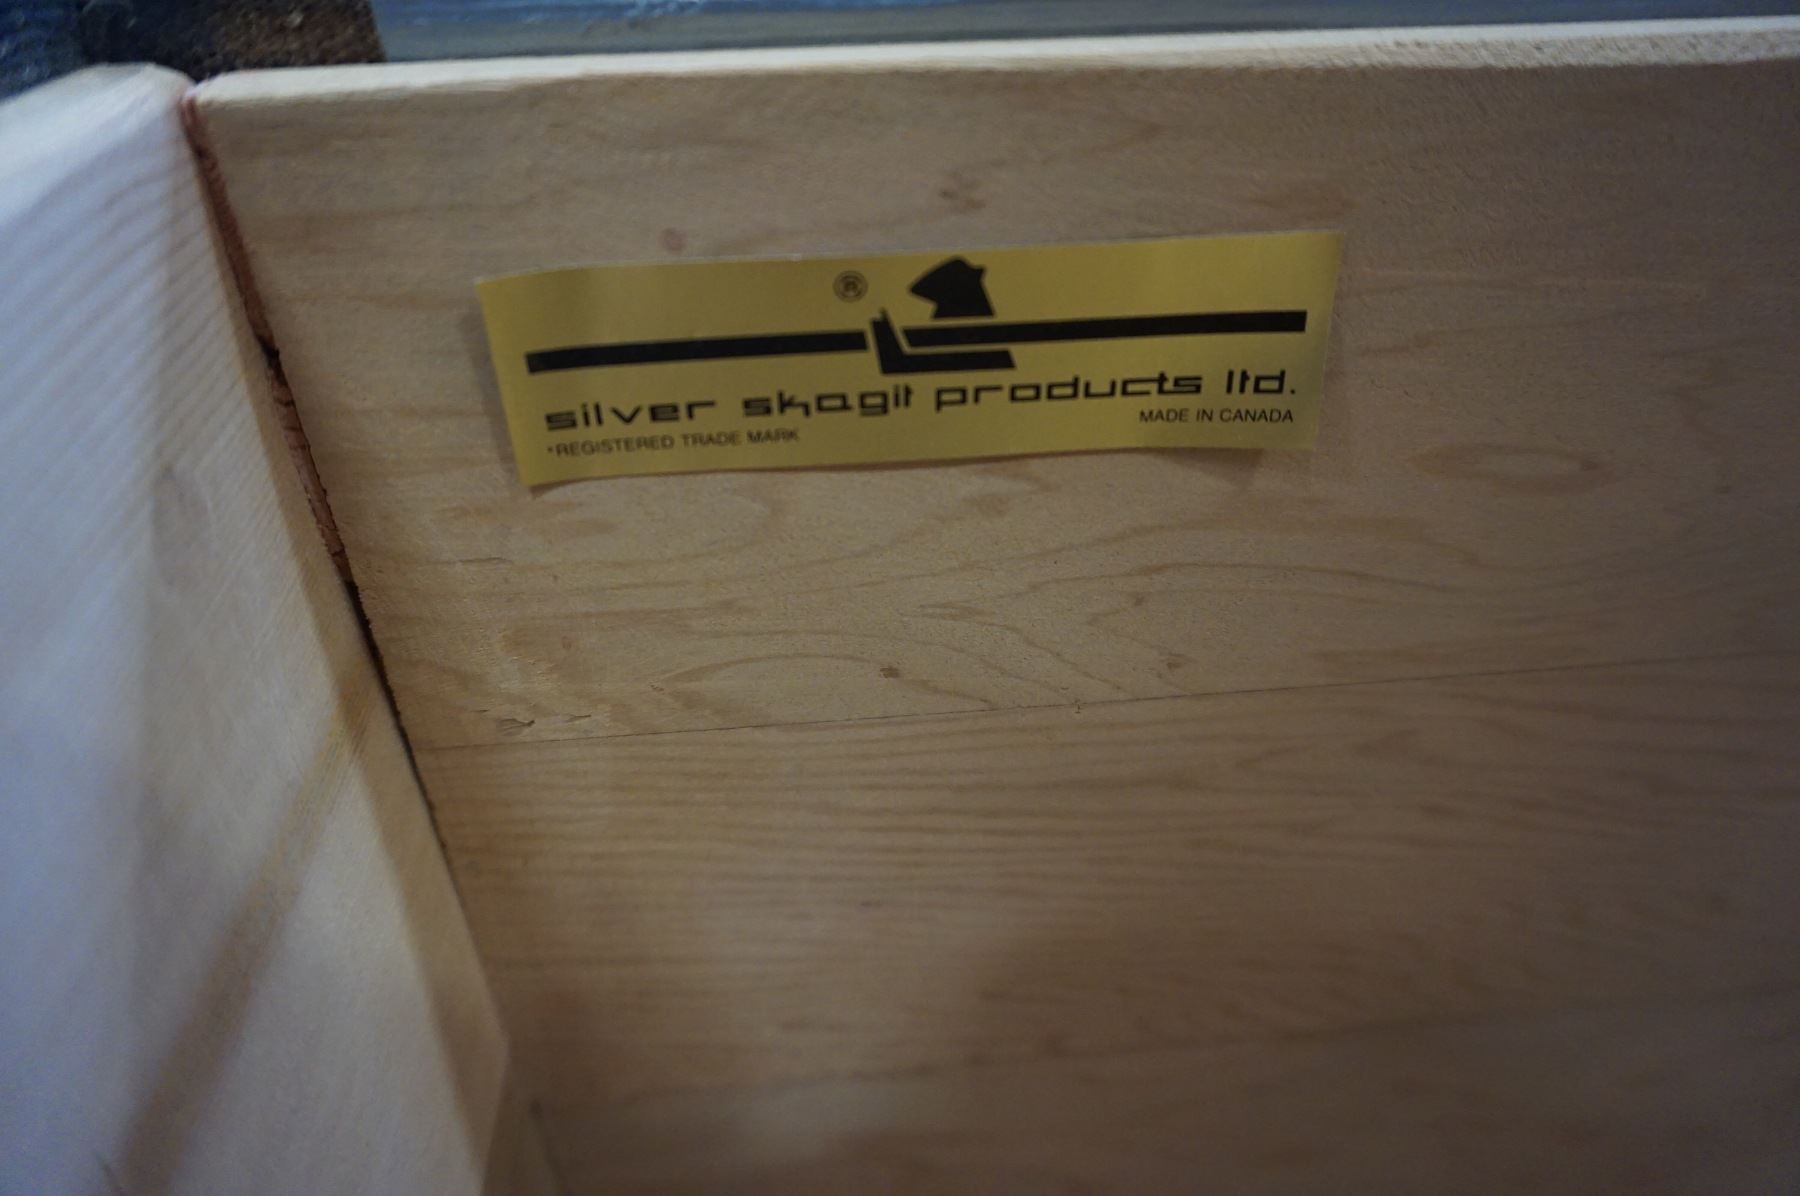 ®
silver skagit products ltd.
MADE IN CANADA
*REGISTERED TRADE MARK